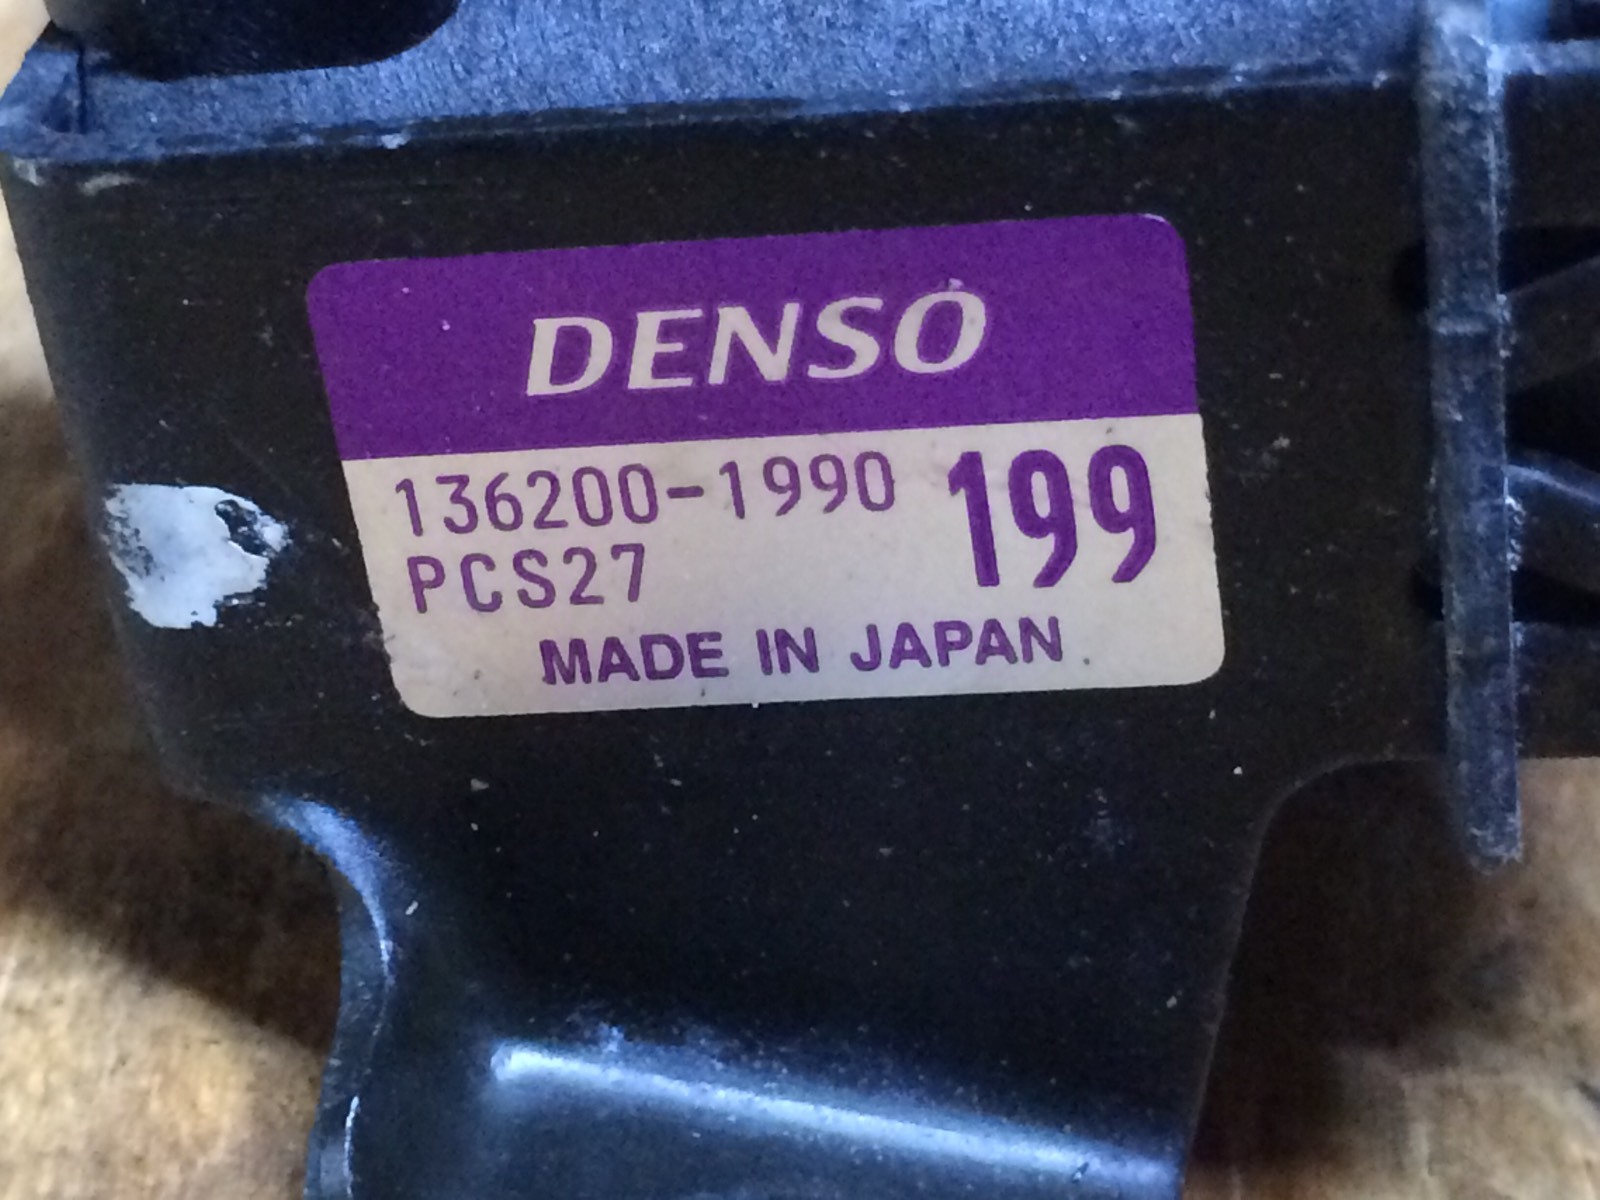 DENSO
136200-1990 199
PCS27
MADE IN JAPAN